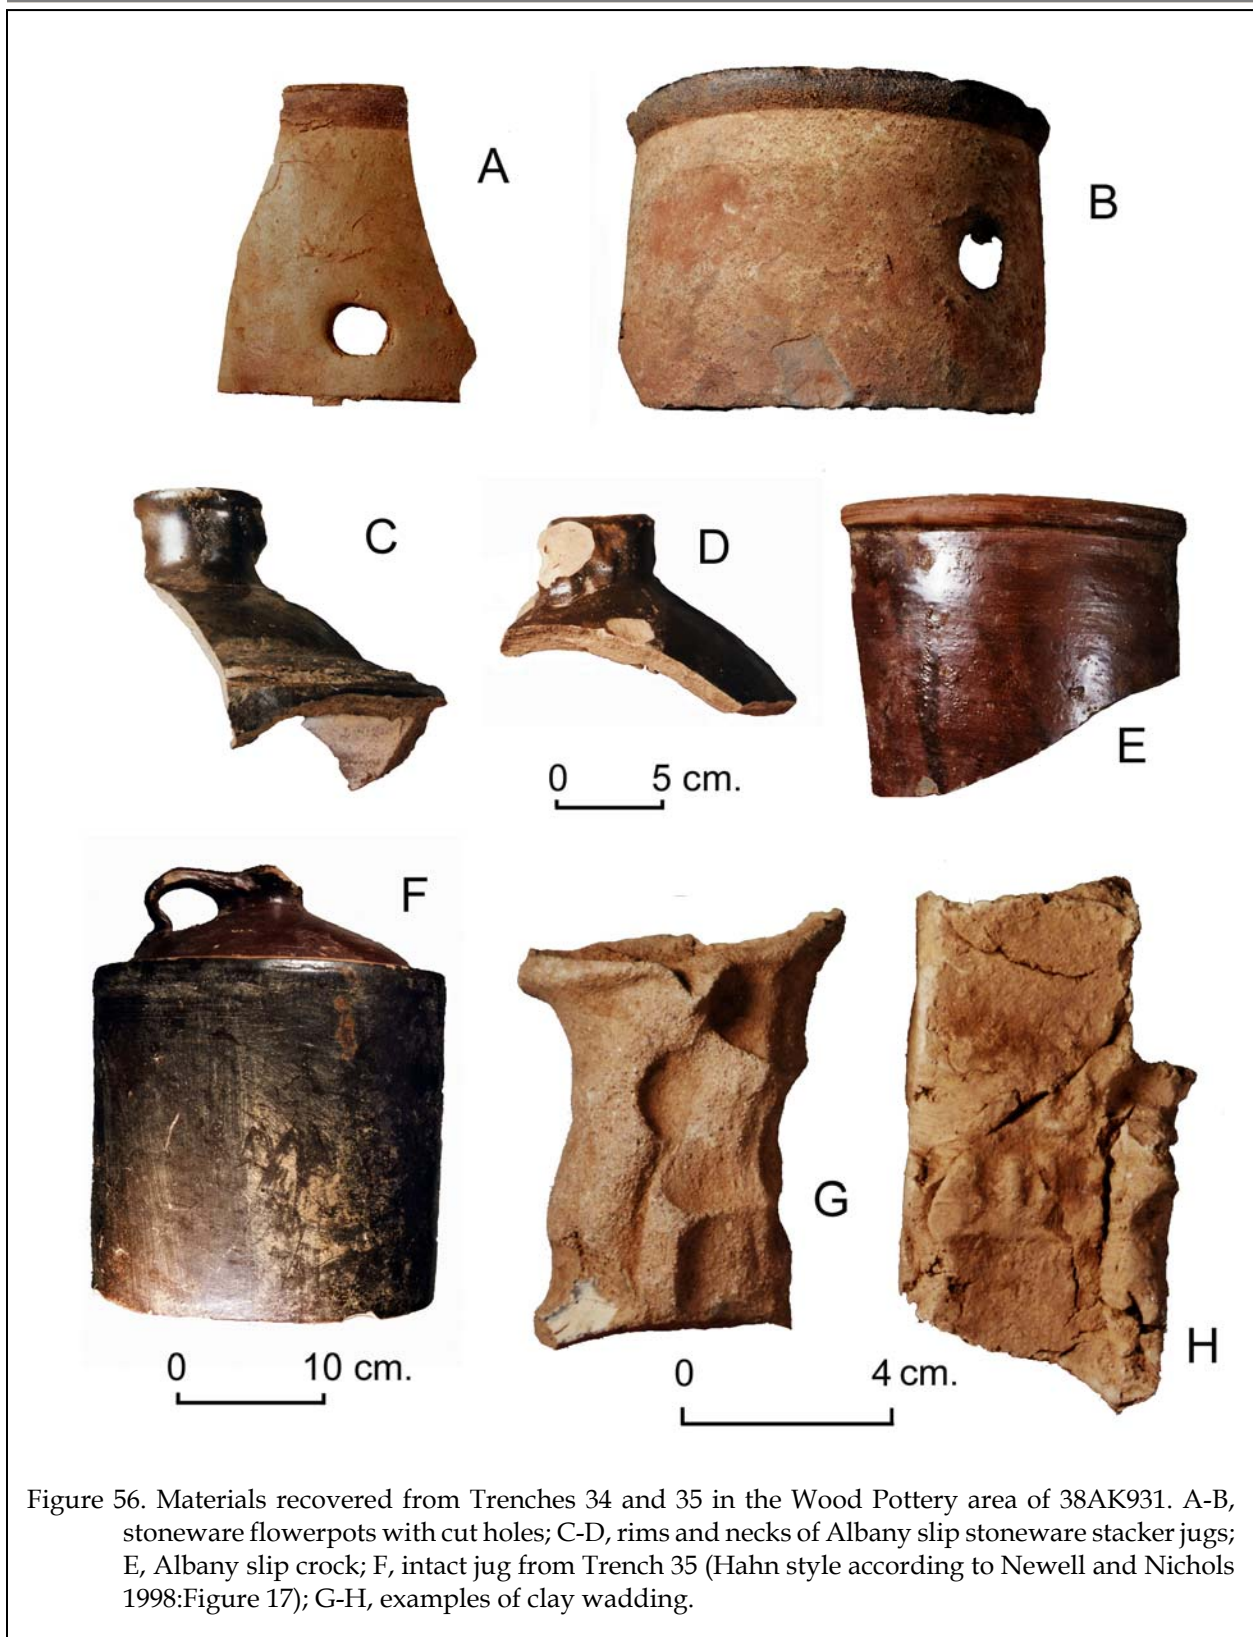 A
B
C
D
E
0 5 cm.
F
G
H
0 10 cm.
0 4 cm.
Figure 56. Materials recovered from Trenches 34 and 35 in the Wood Pottery area of 38AK931. A-B,
stoneware flowerpots with cut holes; C-D, rims and necks of Albany slip stoneware stacker jugs;
E, Albany slip crock; F, intact jug from Trench 35 (Hahn style according to Newell and Nichols
1998:Figure 17); G-H, examples of clay wadding.